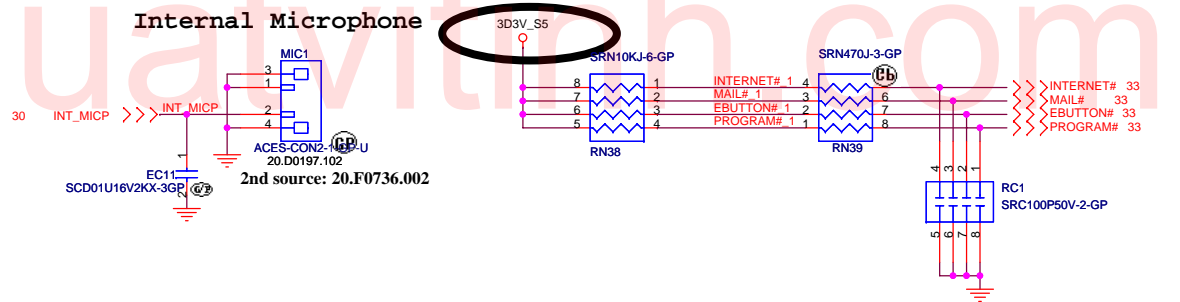 uatvitinh.com
Internal Microphone
3D3V_S5
MIC1
3
1
2
4
30 INT_MICP
INT_MICP
ACES-CON2-1-GP-U
20.D0197.102
2nd source: 20.F0736.002
1
EC11
SCD01U16V2KX-3GP
2
GP
G/P
SRN10KJ-6-GP
8 1
7 2
6 3
5 4
RN38
INTERNET#_1
MAIL#_1
EBUTTON#_1
PROGRAM#_1
SRN470J-3-GP
4
3 6
2 7
1 8
RN39
INTERNET# 33
MAIL# 33
EBUTTON# 33
PROGRAM# 33
4 3 2 1
RC1
SRC100P50V-2-GP
5 6 7 8